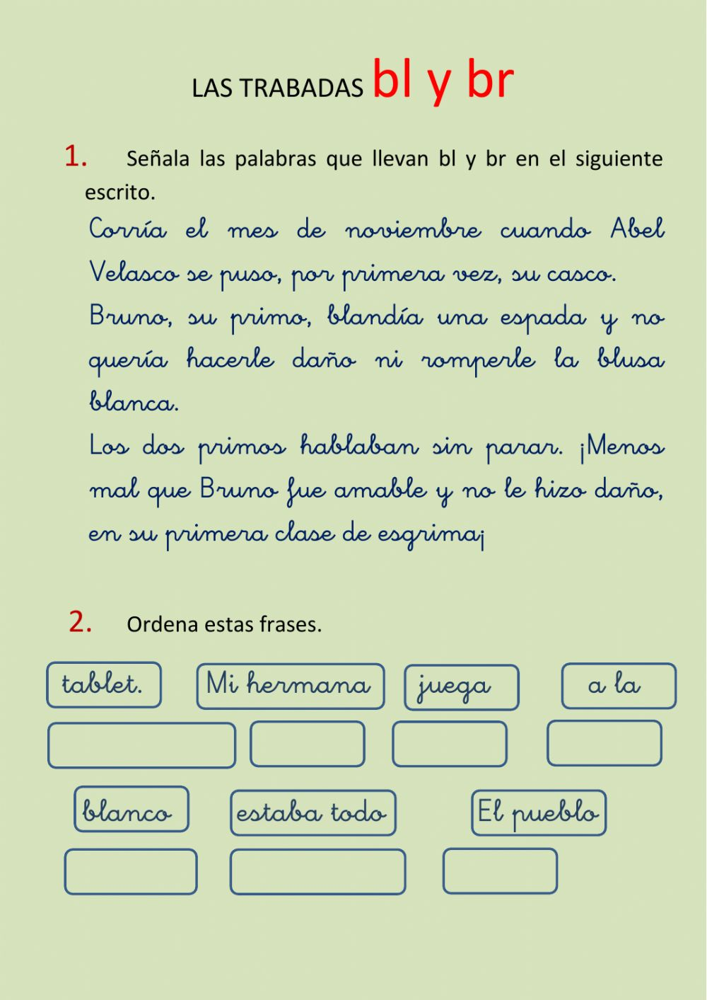 LAS TRABADAS bl y br
1. Señala las palabras que llevan bl y br en el siguiente
escrito.
Corría el mes de noviembre cuando Abel
Velasco se puso, por primera vez, su casco.
Bruno, su primo, blandía una espada y no
quería hacerle daño ni romperle la blusa
blanca.
Los dos primos hablaban sin parar. ¡Menos
mal que Bruno fue amable y no le hizo daño,
en su primera clase de esgrima¡
2. Ordena estas frases.
tablet. Mi hermana juega a la
blanco estaba todo El pueblo